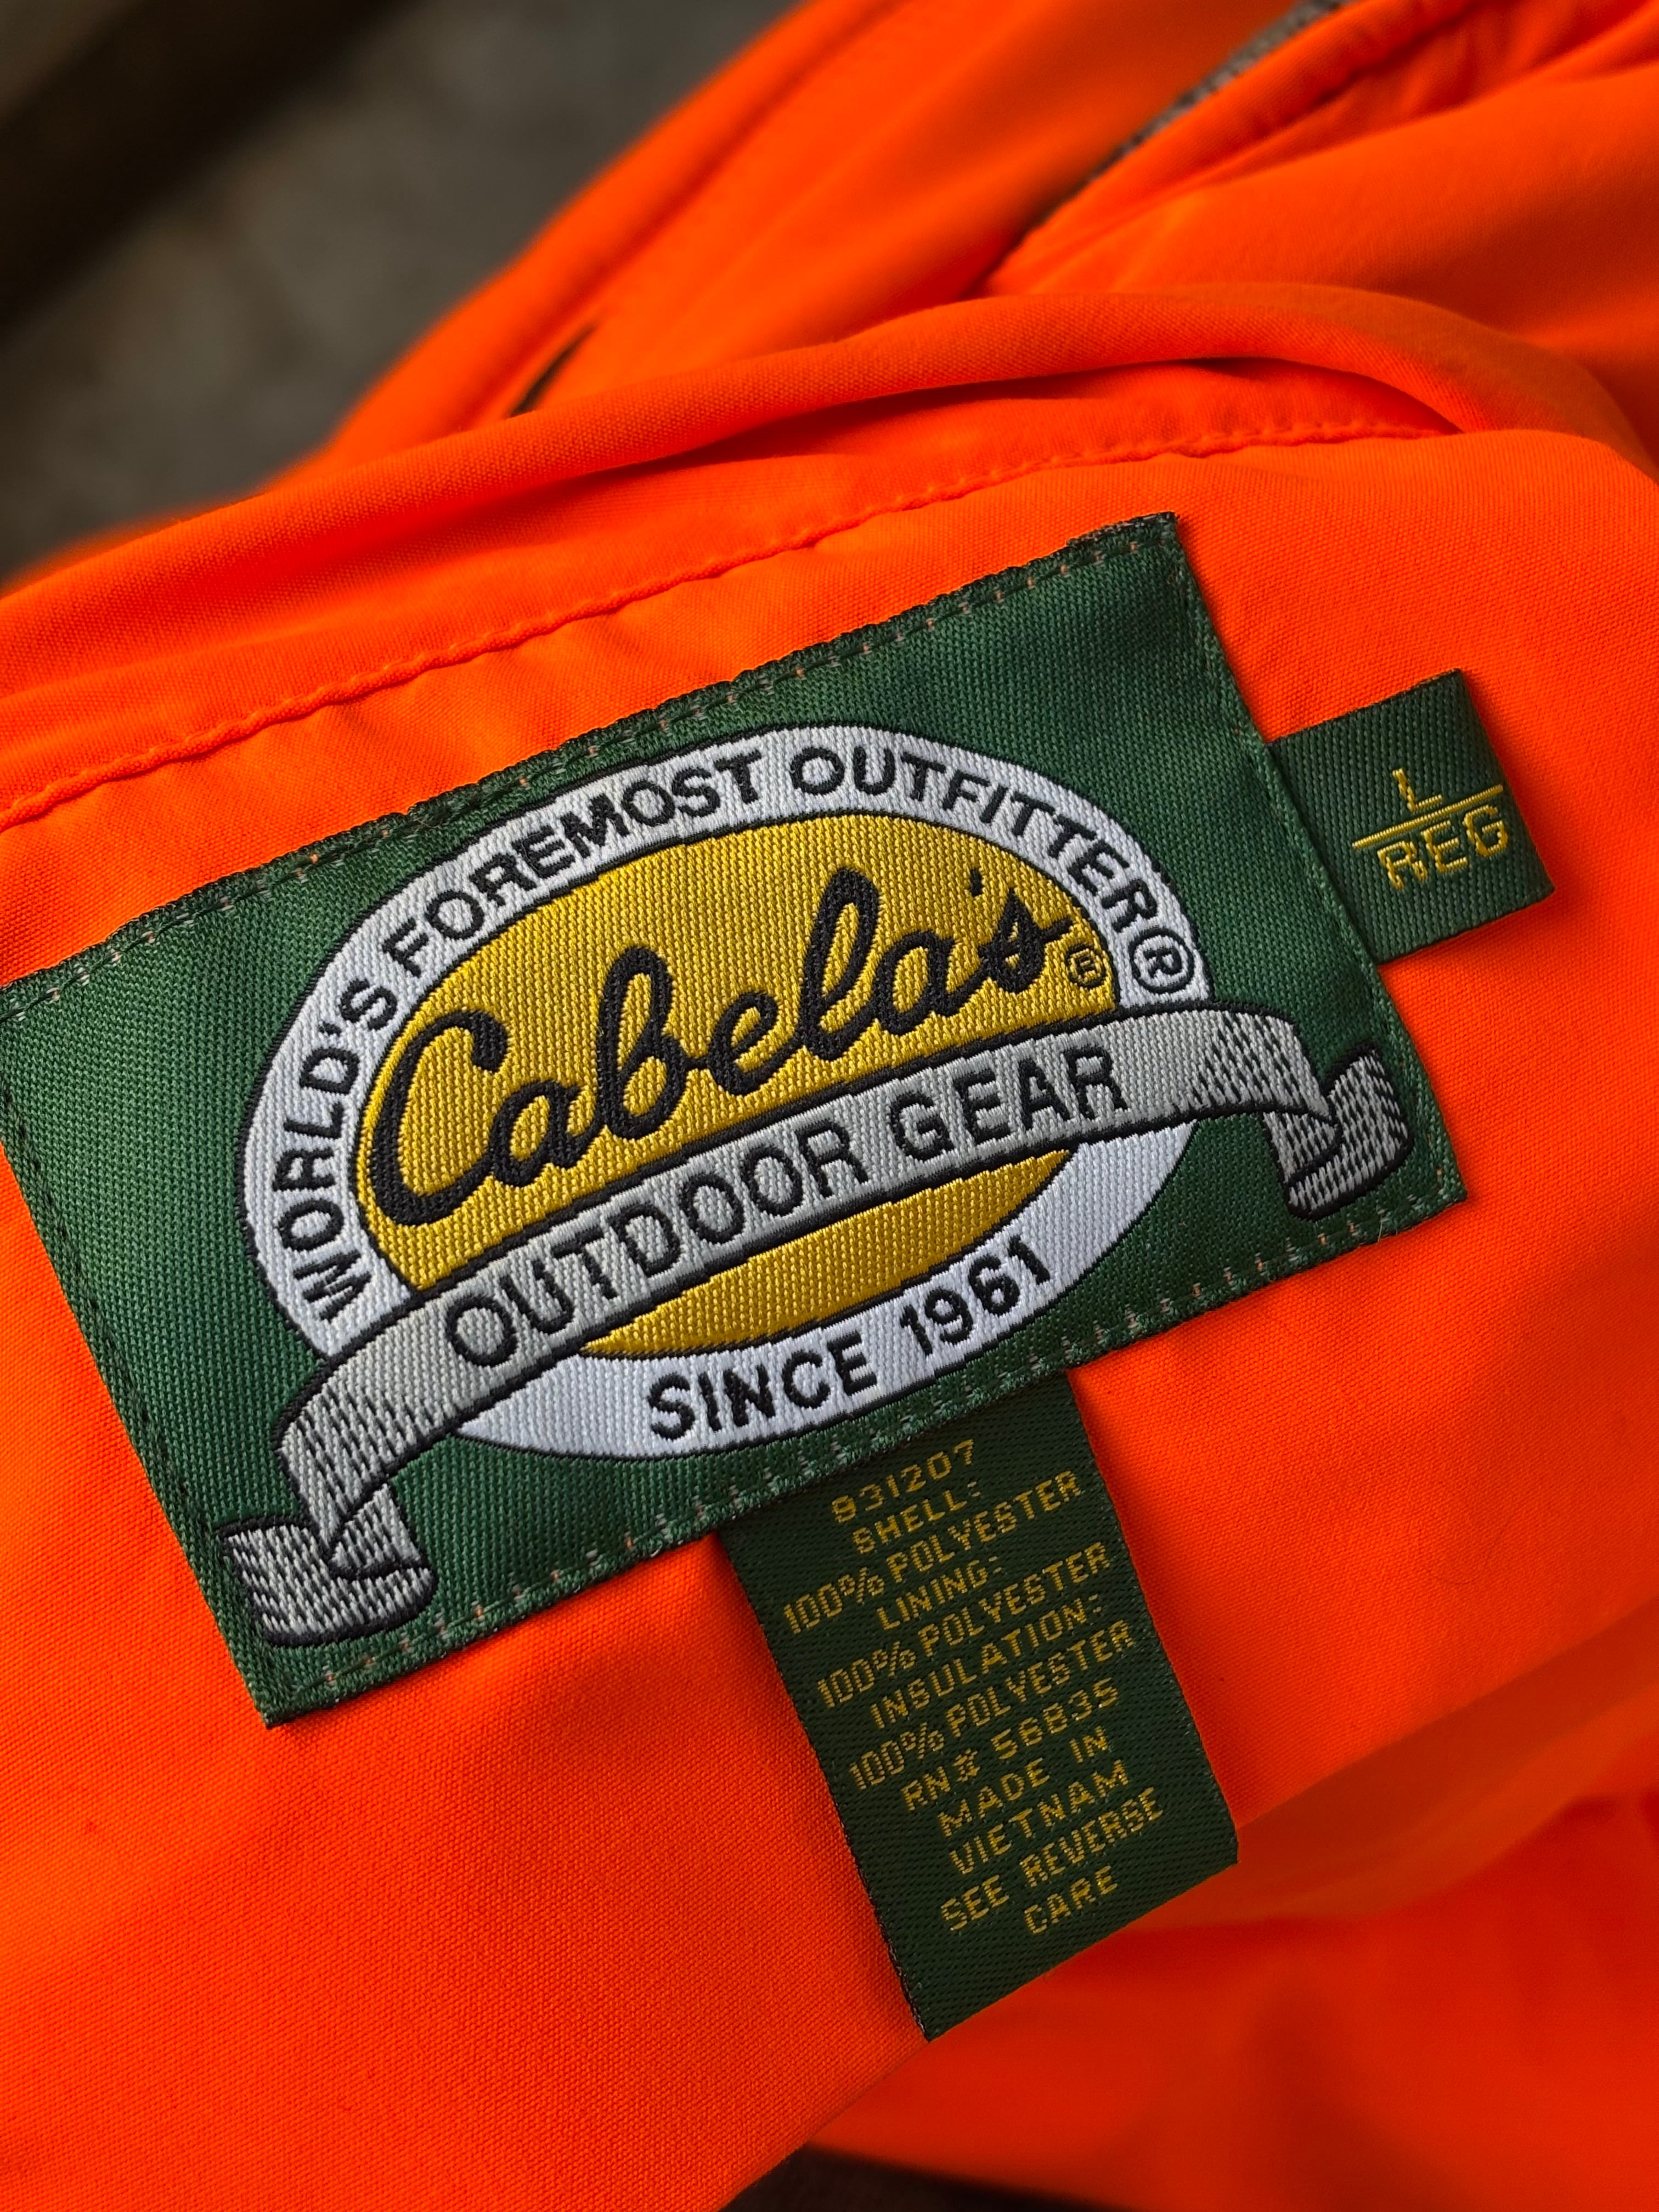 WORLD'S FOREMOST OUTFITTER®
Cabela's®
OUTDOOR GEAR
SINCE 1961
L
REG
931207
SHELL:
100% POLYESTER
LINING:
100% POLYESTER
INSULATION:
100% POLYESTER
RN# 56835
MADE IN
VIETNAM
SEE REVERSE
CARE